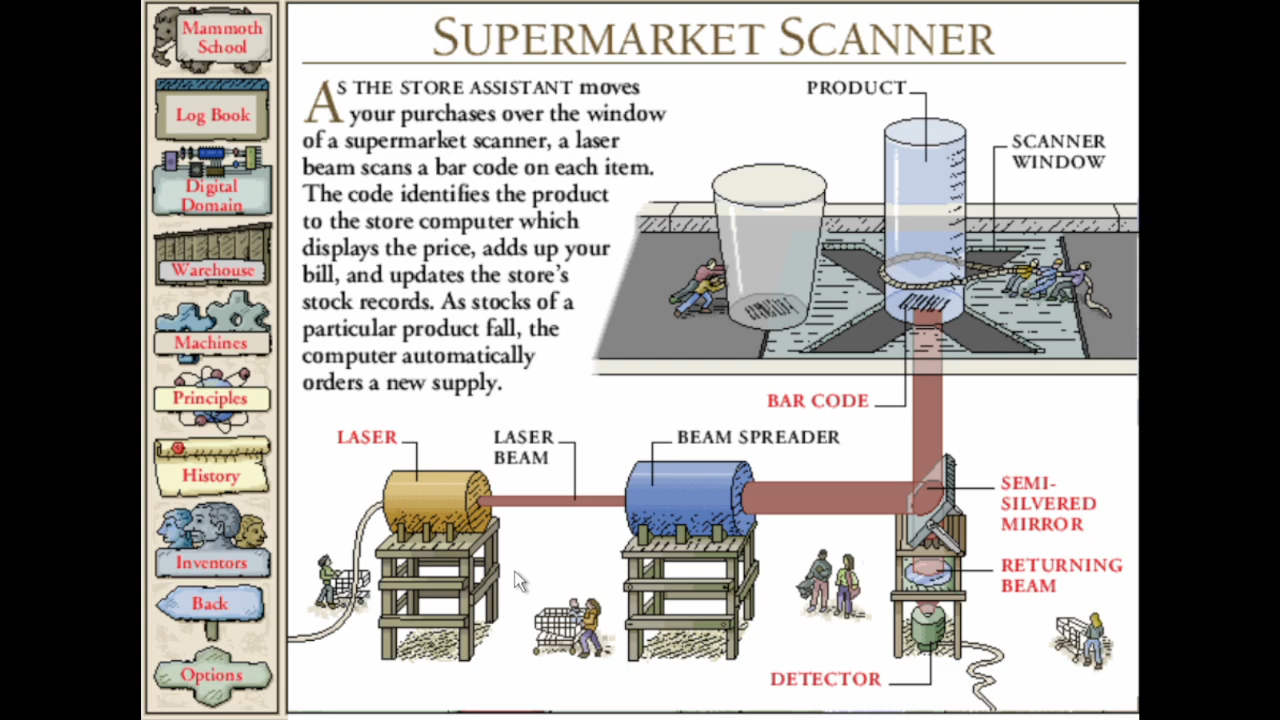 Mammoth
School
Log Book
Digital
Domain
Warehouse
Machines
Principles
History
Inventors
Back
Options
SUPERMARKET SCANNER
AS THE STORE ASSISTANT moves
your purchases over the window
of a supermarket scanner, a laser
beam scans a bar code on each item.
The code identifies the product
to the store computer which
displays the price, adds up your
bill, and updates the store's
stock records. As stocks of a
particular product fall, the
computer automatically
orders a new supply.
PRODUCT
SCANNER
WINDOW
BAR CODE
LASER
LASER
BEAM
BEAM SPREADER
SEMI-
SILVERED
MIRROR
RETURNING
BEAM
DETECTOR